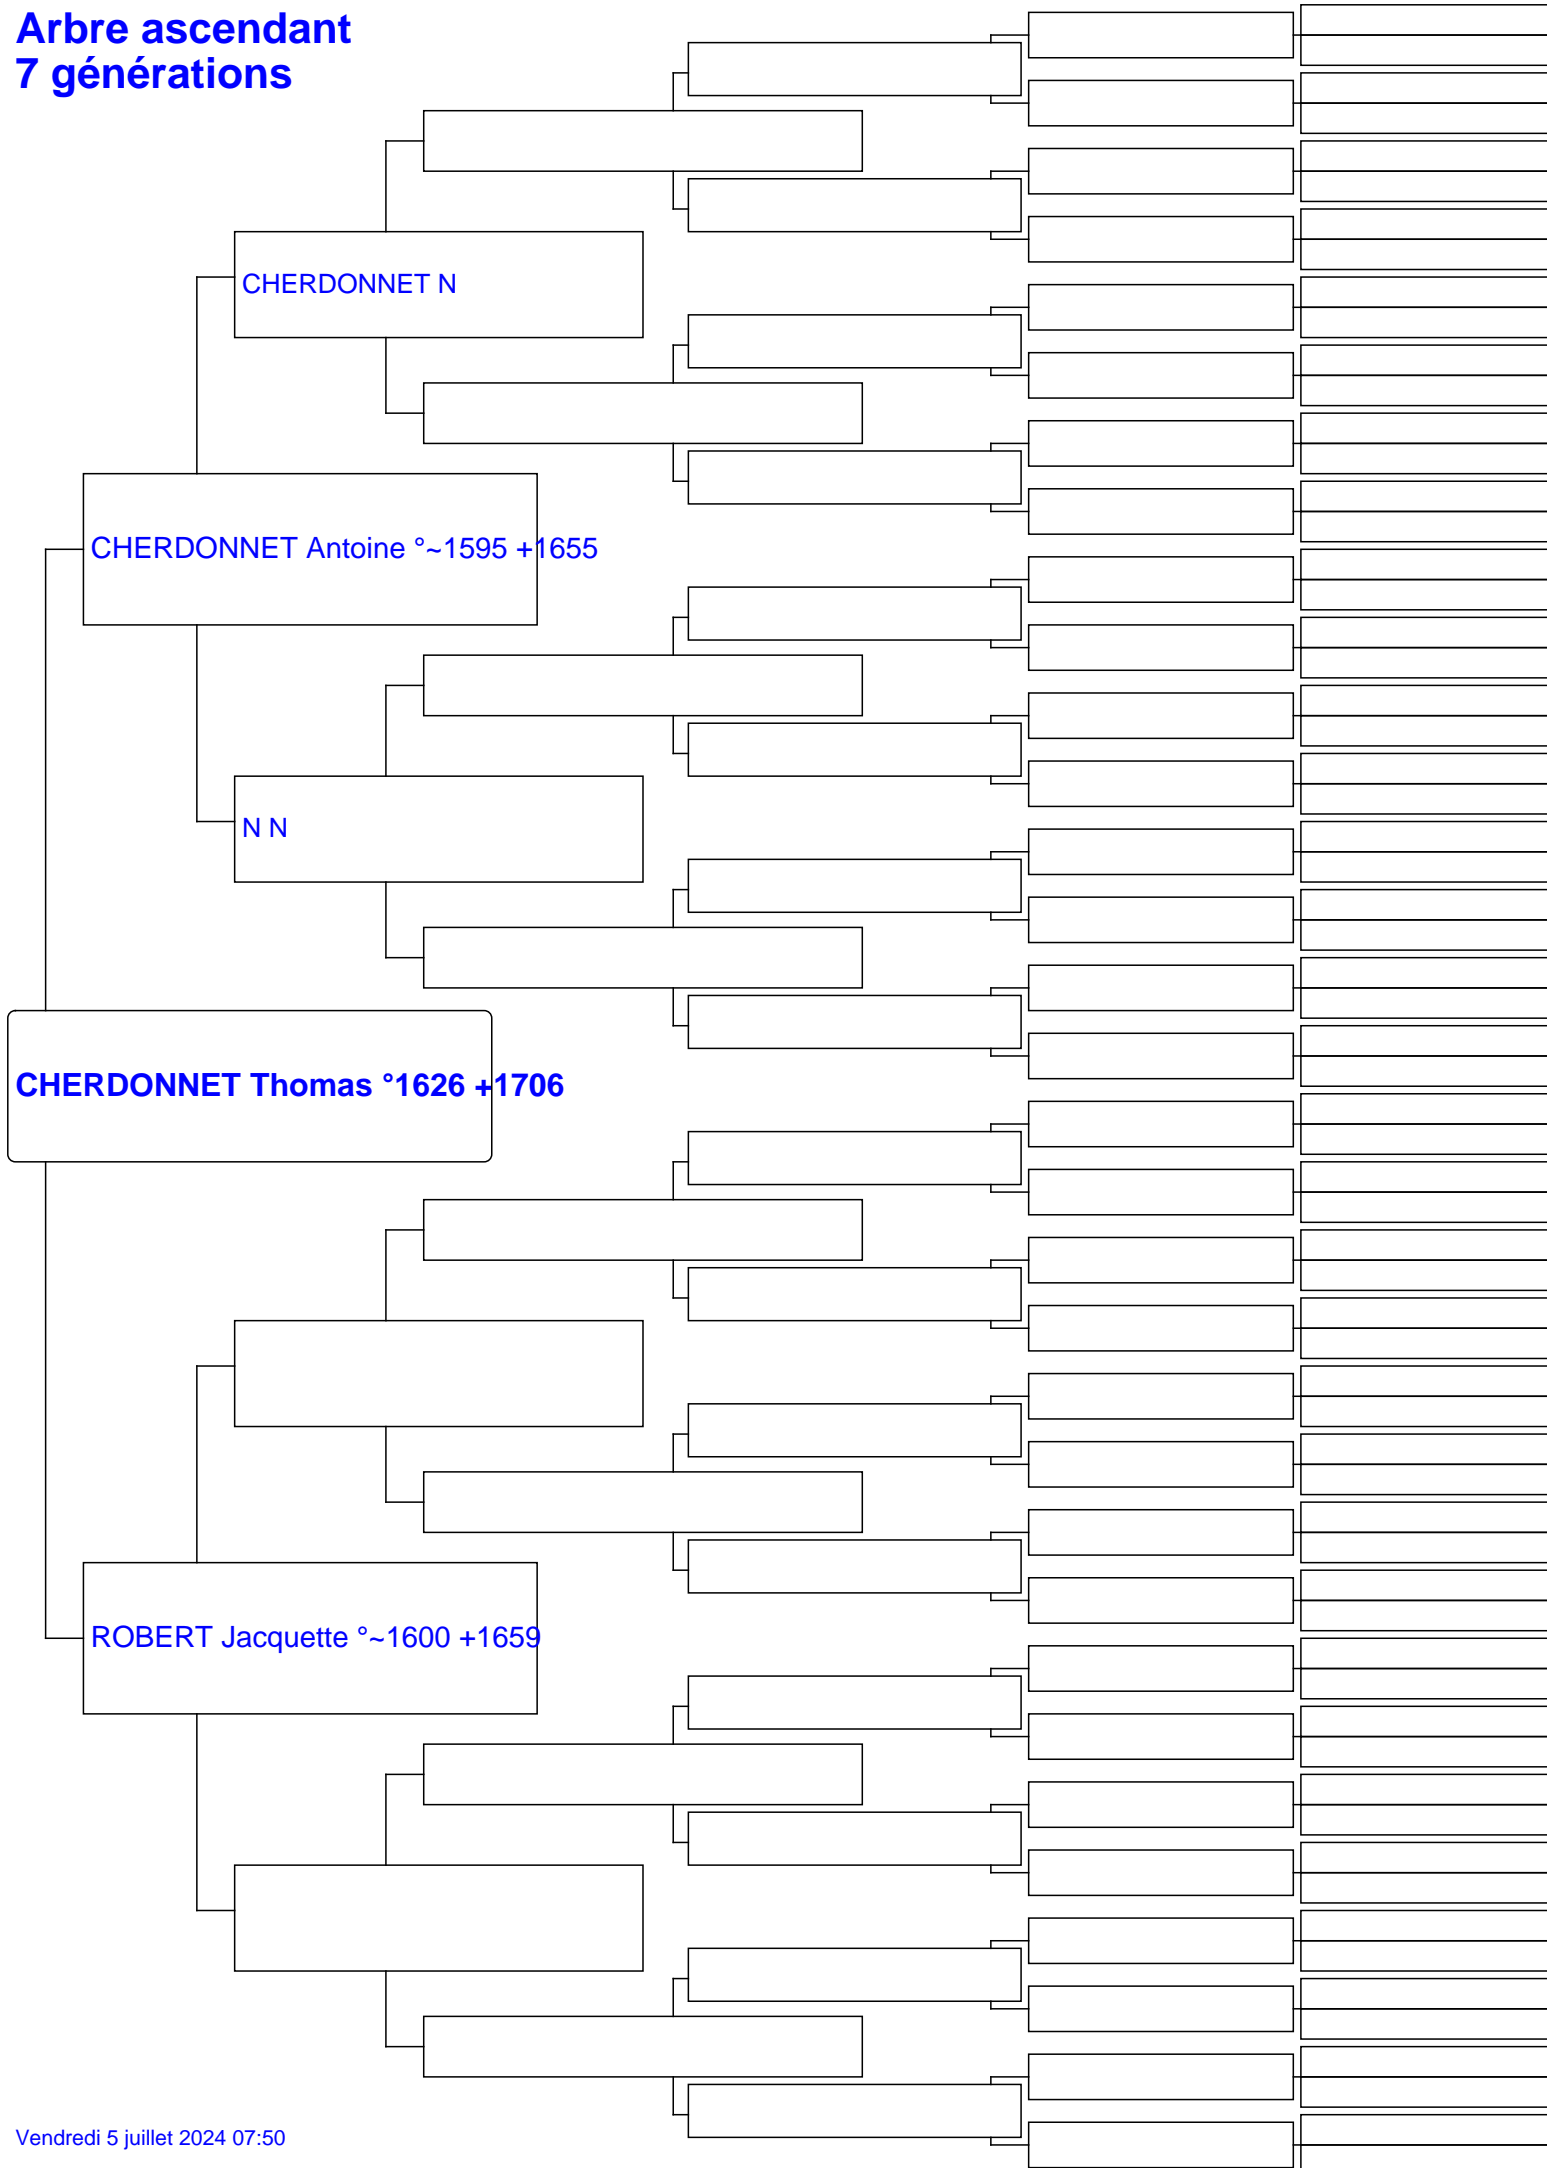 Arbre ascendant
7 générations
CHERDONNET N
CHERDONNET Antoine °~1595 +1655
N N
CHERDONNET Thomas °1626 +1706
ROBERT Jacquette °~1600 +1659
Vendredi 5 juillet 2024 07:50